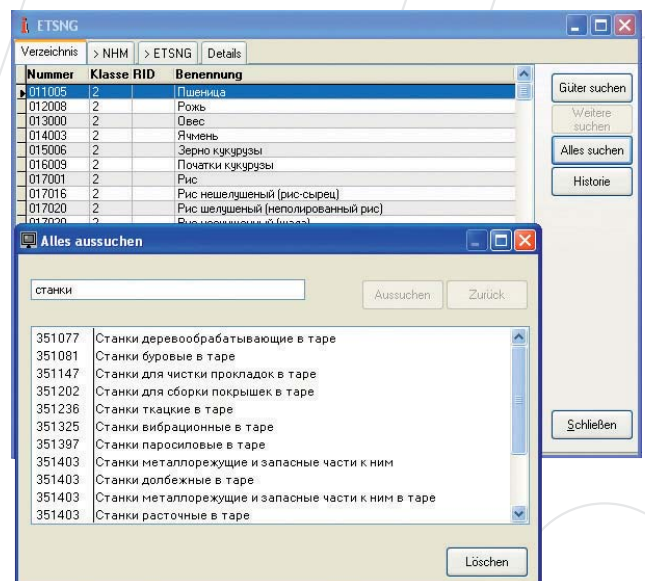 ETSNG
Verzeichnis > NHM > ETSNG Details
Nummer Klasse RID Benennung
011005 2 Пшеница
012008 2 Рожь
013000 2 Овес
014003 2 Ячмень
015006 2 Зерно кукурузы
016009 2 Початки кукурузы
017001 2 Рис
017016 2 Рис нешелушеный (рис-сырец)
017020 2 Рис шелушеный (неполированный рис)
Güter suchen
Weitere suchen
Alles suchen
Historie
Schließen
Alles aussuchen
станки
Aussuchen Zurück
351077 Станки деревообрабатывающие в таре
351081 Станки буровые в таре
351147 Станки для чистки прокладок в таре
351202 Станки для сборки покрышек в таре
351236 Станки ткацкие в таре
351325 Станки вибрационные в таре
351397 Станки паросиловые в таре
351403 Станки металлорежущие и запасные части к ним
351403 Станки долбежные в таре
351403 Станки металлорежущие и запасные части к ним в таре
351403 Станки расточные в таре
Löschen